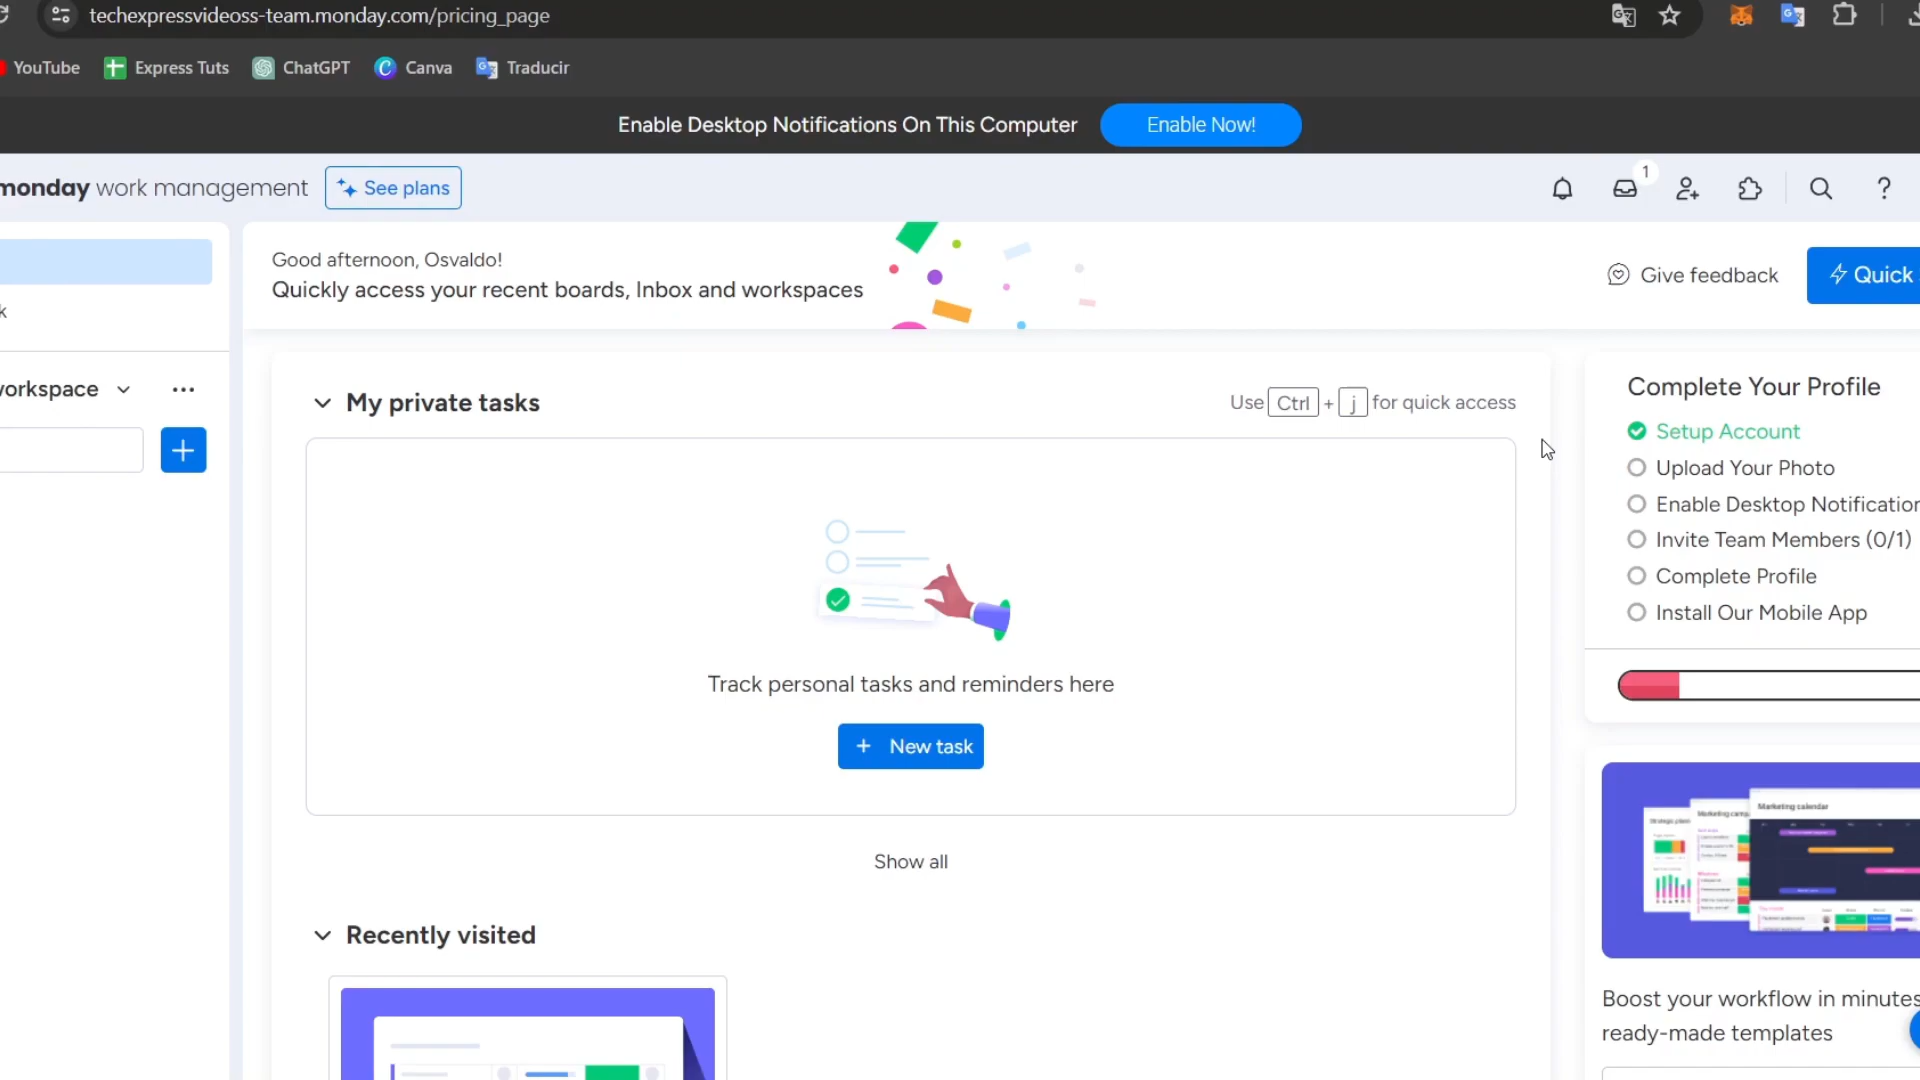 techexpressvideoss-team.monday.com/pricing_page
YouTube
Express Tuts
ChatGPT
Canva
Traducir
Enable Desktop Notifications On This Computer
Enable Now!
monday work management
See plans
1
Good afternoon, Osvaldo!
Quickly access your recent boards, Inbox and workspaces
Give feedback
Quick
k
workspace
My private tasks
Use Ctrl + j for quick access
Track personal tasks and reminders here
+ New task
Show all
Recently visited
Complete Your Profile
Setup Account
Upload Your Photo
Enable Desktop Notification
Invite Team Members (0/1)
Complete Profile
Install Our Mobile App
Marketing calendar
Boost your workflow in minutes
ready-made templates